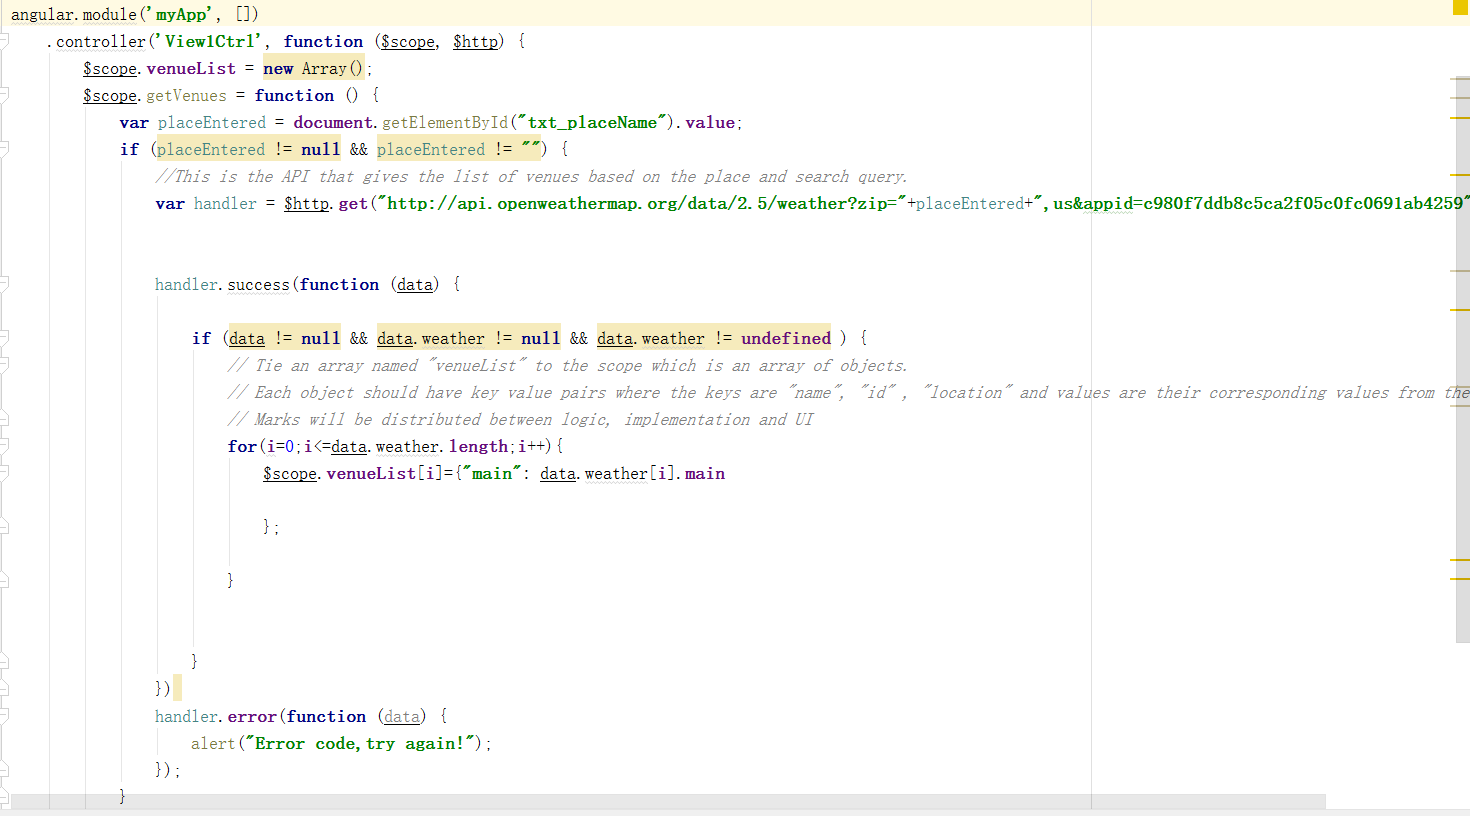 angular.module('myApp', [])
.controller('View1Ctrl', function ($scope, $http) {
$scope.venueList = new Array();
$scope.getVenues = function () {
var placeEntered = document.getElementById("txt_placeName").value;
if (placeEntered != null && placeEntered != "") {
//This is the API that gives the list of venues based on the place and search query.
var handler = $http.get("http://api.openweathermap.org/data/2.5/weather?zip="+placeEntered+",us&appid=c980f7ddb8c5ca2f05c0fc0691ab4259"
handler.success(function (data) {
if (data != null && data.weather != null && data.weather != undefined ) {
// Tie an array named "venueList" to the scope which is an array of objects.
// Each object should have key value pairs where the keys are "name", "id" , "location" and values are their corresponding values from the
// Marks will be distributed between logic, implementation and UI
for(i=0;i<=data.weather.length;i++){
$scope.venueList[i]={"main": data.weather[i].main
};
}
}
})
handler.error(function (data) {
alert("Error code,try again!");
});
}